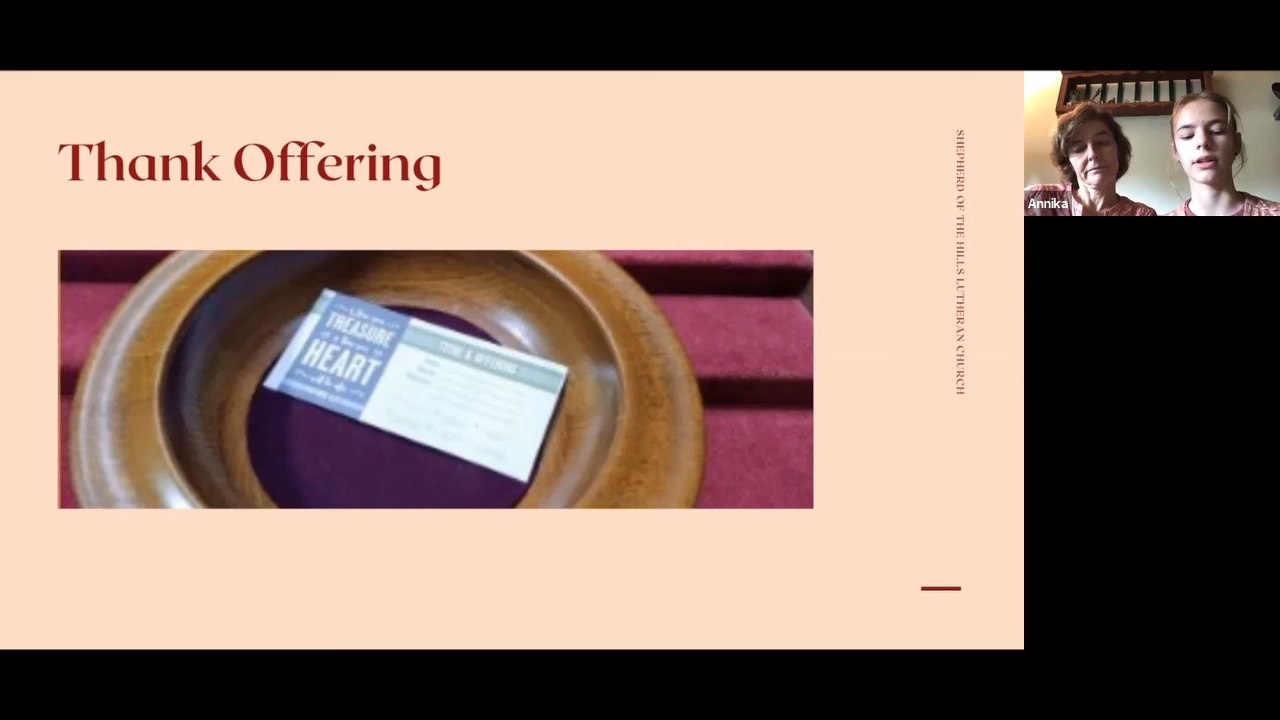 Thank Offering
SHEPHERD OF THE HILLS LUTHERAN CHURCH
Annika
TREASURE
HEART
TITHE & OFFERING